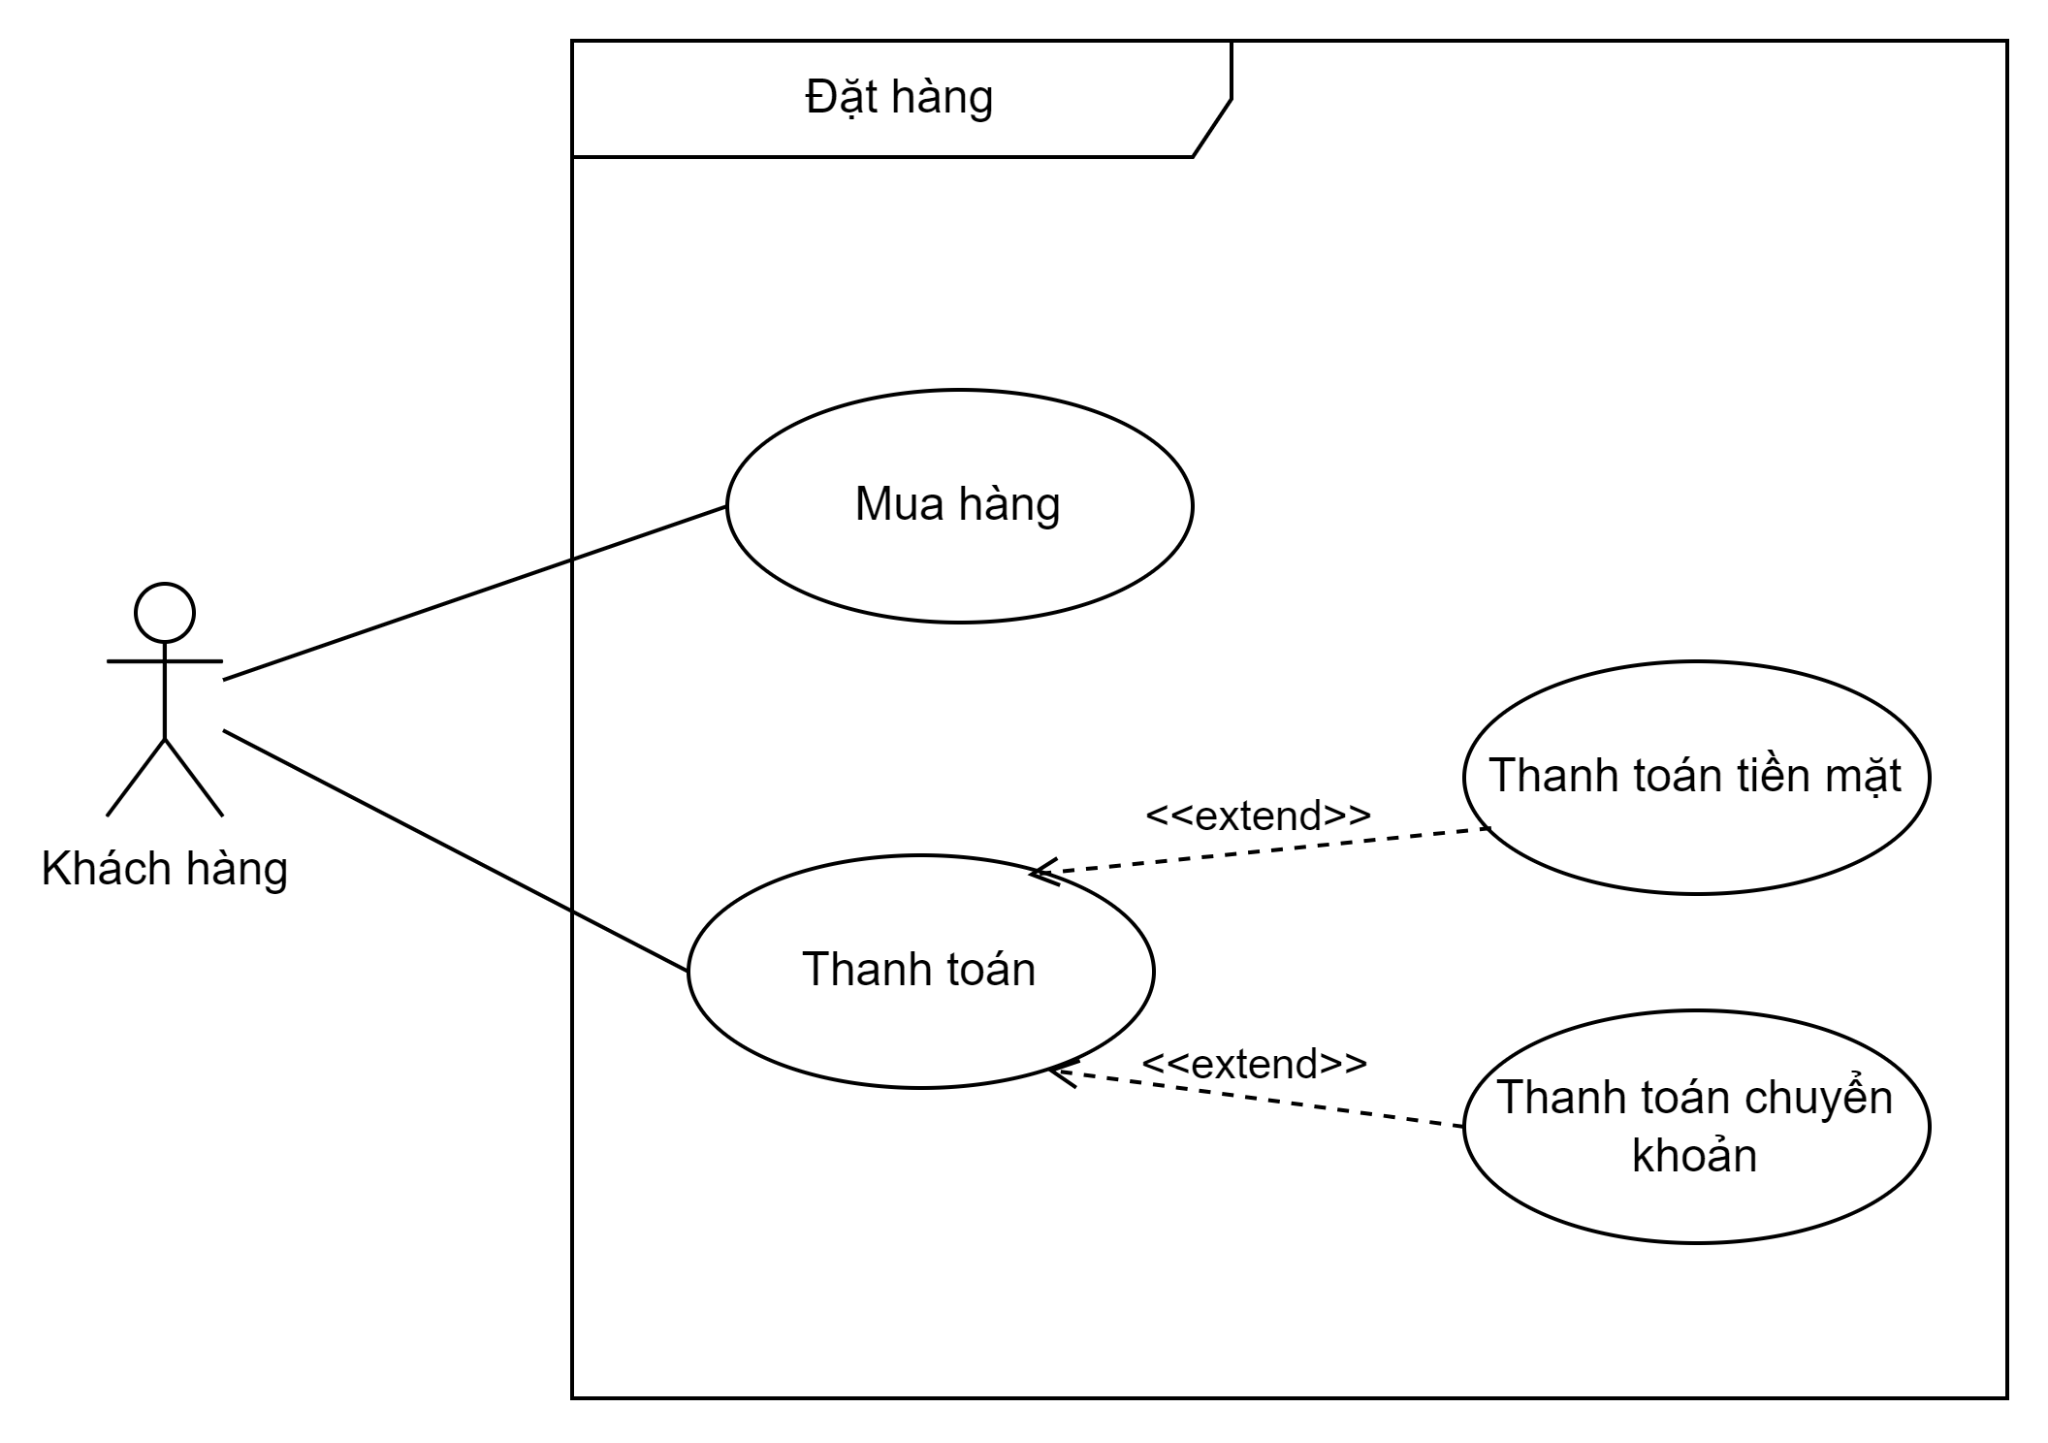 Đặt hàng
Mua hàng
Khách hàng
Thanh toán tiền mặt
<<extend>>
Thanh toán
<<extend>>
Thanh toán chuyển
khoản